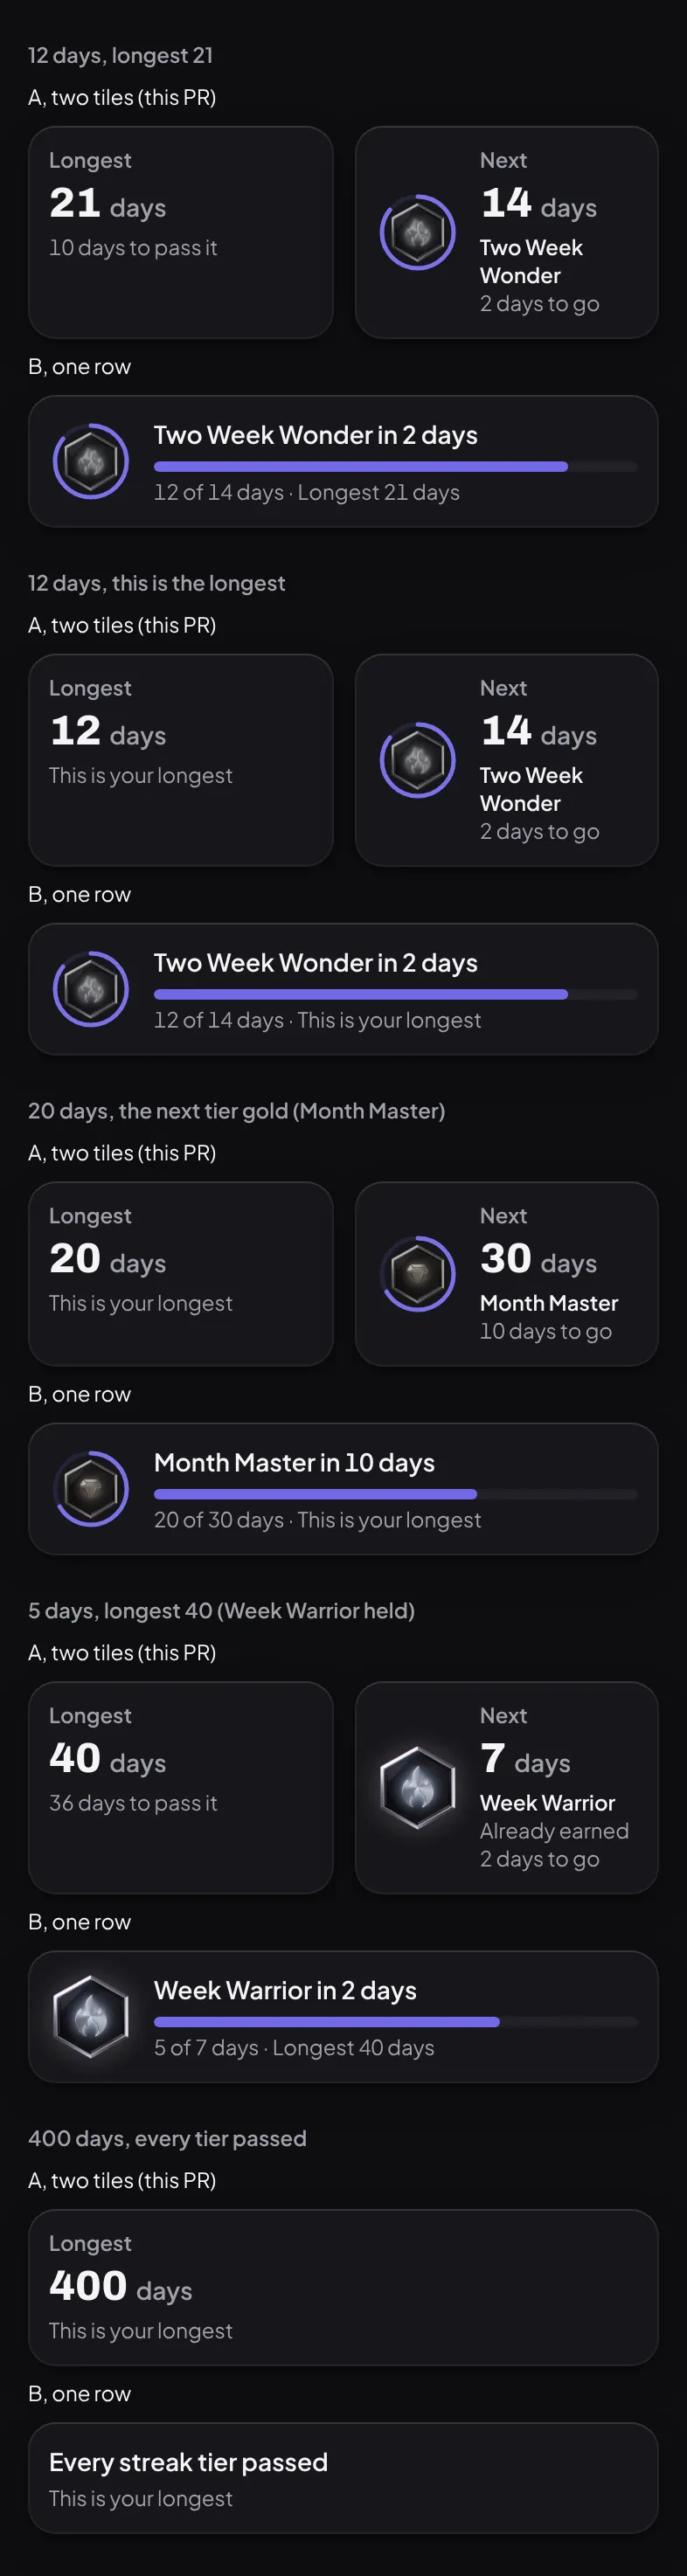 12 days, longest 21
A, two tiles (this PR)
Longest
21 days
10 days to pass it
Next
14 days
Two Week
Wonder
2 days to go
B, one row
Two Week Wonder in 2 days
12 of 14 days · Longest 21 days
12 days, this is the longest
A, two tiles (this PR)
Longest
12 days
This is your longest
Next
14 days
Two Week
Wonder
2 days to go
B, one row
Two Week Wonder in 2 days
12 of 14 days · This is your longest
20 days, the next tier gold (Month Master)
A, two tiles (this PR)
Longest
20 days
This is your longest
Next
30 days
Month Master
10 days to go
B, one row
Month Master in 10 days
20 of 30 days · This is your longest
5 days, longest 40 (Week Warrior held)
A, two tiles (this PR)
Longest
40 days
36 days to pass it
Next
7 days
Week Warrior
Already earned
2 days to go
B, one row
Week Warrior in 2 days
5 of 7 days · Longest 40 days
400 days, every tier passed
A, two tiles (this PR)
Longest
400 days
This is your longest
B, one row
Every streak tier passed
This is your longest